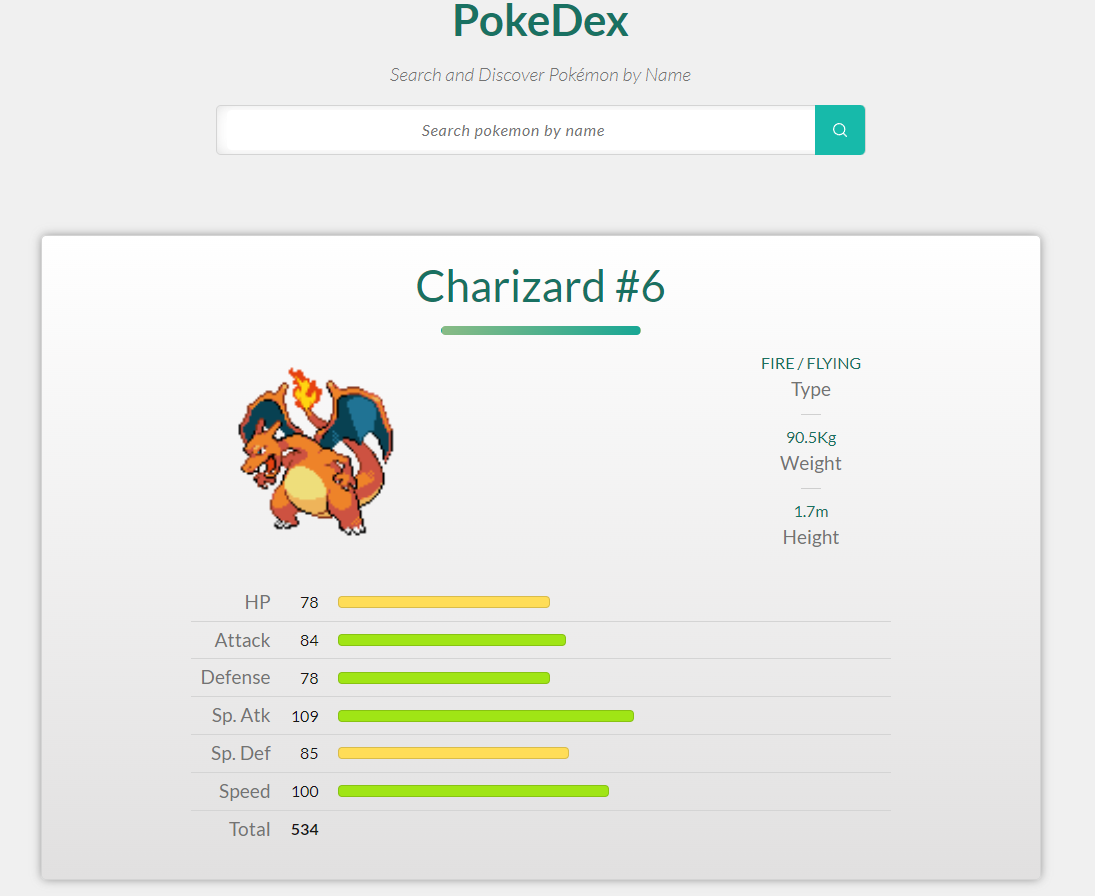 PokeDex
Search and Discover Pokémon by Name
Search pokemon by name
Charizard #6
FIRE / FLYING
Type
90.5Kg
Weight
1.7m
Height
HP 78
Attack 84
Defense 78
Sp. Atk 109
Sp. Def 85
Speed 100
Total 534